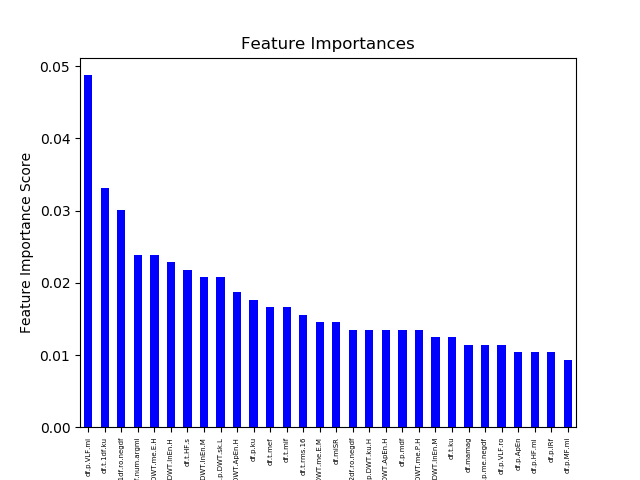 Feature Importances
Feature Importance Score
0.05
0.04
0.03
0.02
0.01
0.00
df.p.VLF.mi
df.t.1df.ku
1df.ro.negdf
.num.argmi
DWT.me.E.H
DWT.lnEn.H
df.t.HF.s
DWT.lnEn.M
.p.DWT.sk.L
DWT.ApEn.H
df.p.ku
df.t.mef
df.t.mif
df.t.rms.16
DWT.me.E.M
df.mISR
2df.ro.negdf
p.DWT.ku.H
DWT.ApEn.H
df.p.mdf
DWT.me.P.H
DWT.lnEn.M
df.t.ku
df.mamag
p.me.negdf
df.p.VLF.ro
df.p.ApEn
df.p.HF.mi
df.p.IRf
df.p.MF.mi